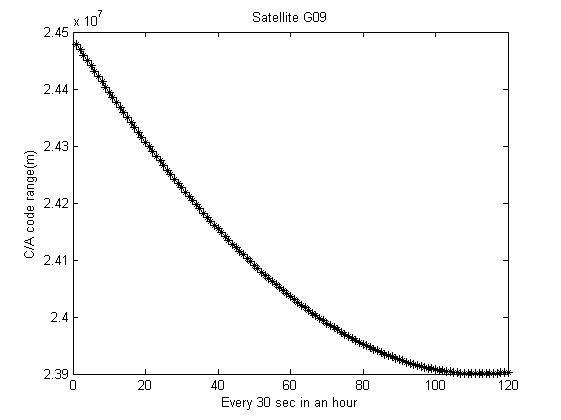 Satellite G09
x 10^7
2.45
2.44
2.43
2.42
2.41
2.4
2.39
C/A code range(m)
0 20 40 60 80 100 120
Every 30 sec in an hour